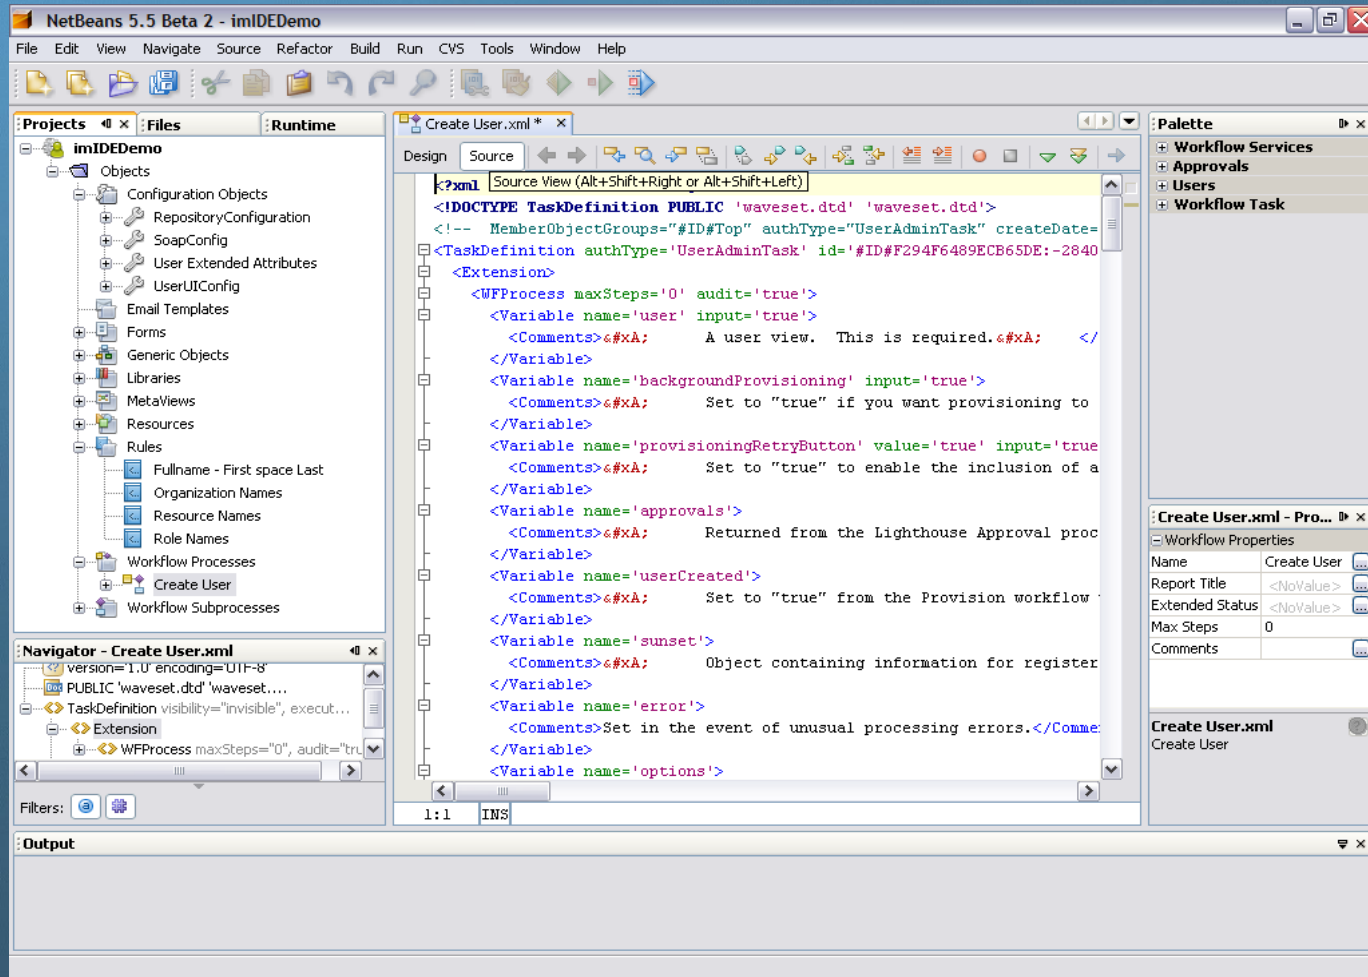 NetBeans 5.5 Beta 2 - imIDEDemo
File Edit View Navigate Source Refactor Build Run CVS Tools Window Help
Projects Files Runtime
imIDEDemo
Objects
Configuration Objects
RepositoryConfiguration
SoapConfig
User Extended Attributes
UserUIConfig
Email Templates
Forms
Generic Objects
Libraries
MetaViews
Resources
Rules
Fullname - First space Last
Organization Names
Resource Names
Role Names
Workflow Processes
Create User
Workflow Subprocesses
Navigator - Create User.xml
version='1.0' encoding='UTF-8'
PUBLIC 'waveset.dtd' 'waveset....
TaskDefinition visibility="invisible", execut...
Extension
WFProcess maxSteps="0", audit="tru
Filters:
Create User.xml *
Design Source
Source View (Alt+Shift+Right or Alt+Shift+Left)
<?xml
<!DOCTYPE TaskDefinition PUBLIC 'waveset.dtd' 'waveset.dtd'>
<!-- MemberObjectGroups="#ID#Top" authType="UserAdminTask" createDate=
<TaskDefinition authType='UserAdminTask' id='#ID#F294F6489ECB65DE:-2840
<Extension>
<WFProcess maxSteps='0' audit='true'>
<Variable name='user' input='true'>
<Comments>&#xA; A user view. This is required.&#xA; </
</Variable>
<Variable name='backgroundProvisioning' input='true'>
<Comments>&#xA; Set to "true" if you want provisioning to
</Variable>
<Variable name='provisioningRetryButton' value='true' input='true
<Comments>&#xA; Set to "true" to enable the inclusion of a
</Variable>
<Variable name='approvals'>
<Comments>&#xA; Returned from the Lighthouse Approval proc
</Variable>
<Variable name='userCreated'>
<Comments>&#xA; Set to "true" from the Provision workflow
</Variable>
<Variable name='sunset'>
<Comments>&#xA; Object containing information for register
</Variable>
<Variable name='error'>
<Comments>Set in the event of unusual processing errors.</Comme
</Variable>
<Variable name='options'>
1:1 INS
Palette
Workflow Services
Approvals
Users
Workflow Task
Create User.xml - Pro...
Workflow Properties
Name Create User ...
Report Title <NoValue> ...
Extended Status <NoValue> ...
Max Steps 0
Comments ...
Create User.xml
Create User
Output